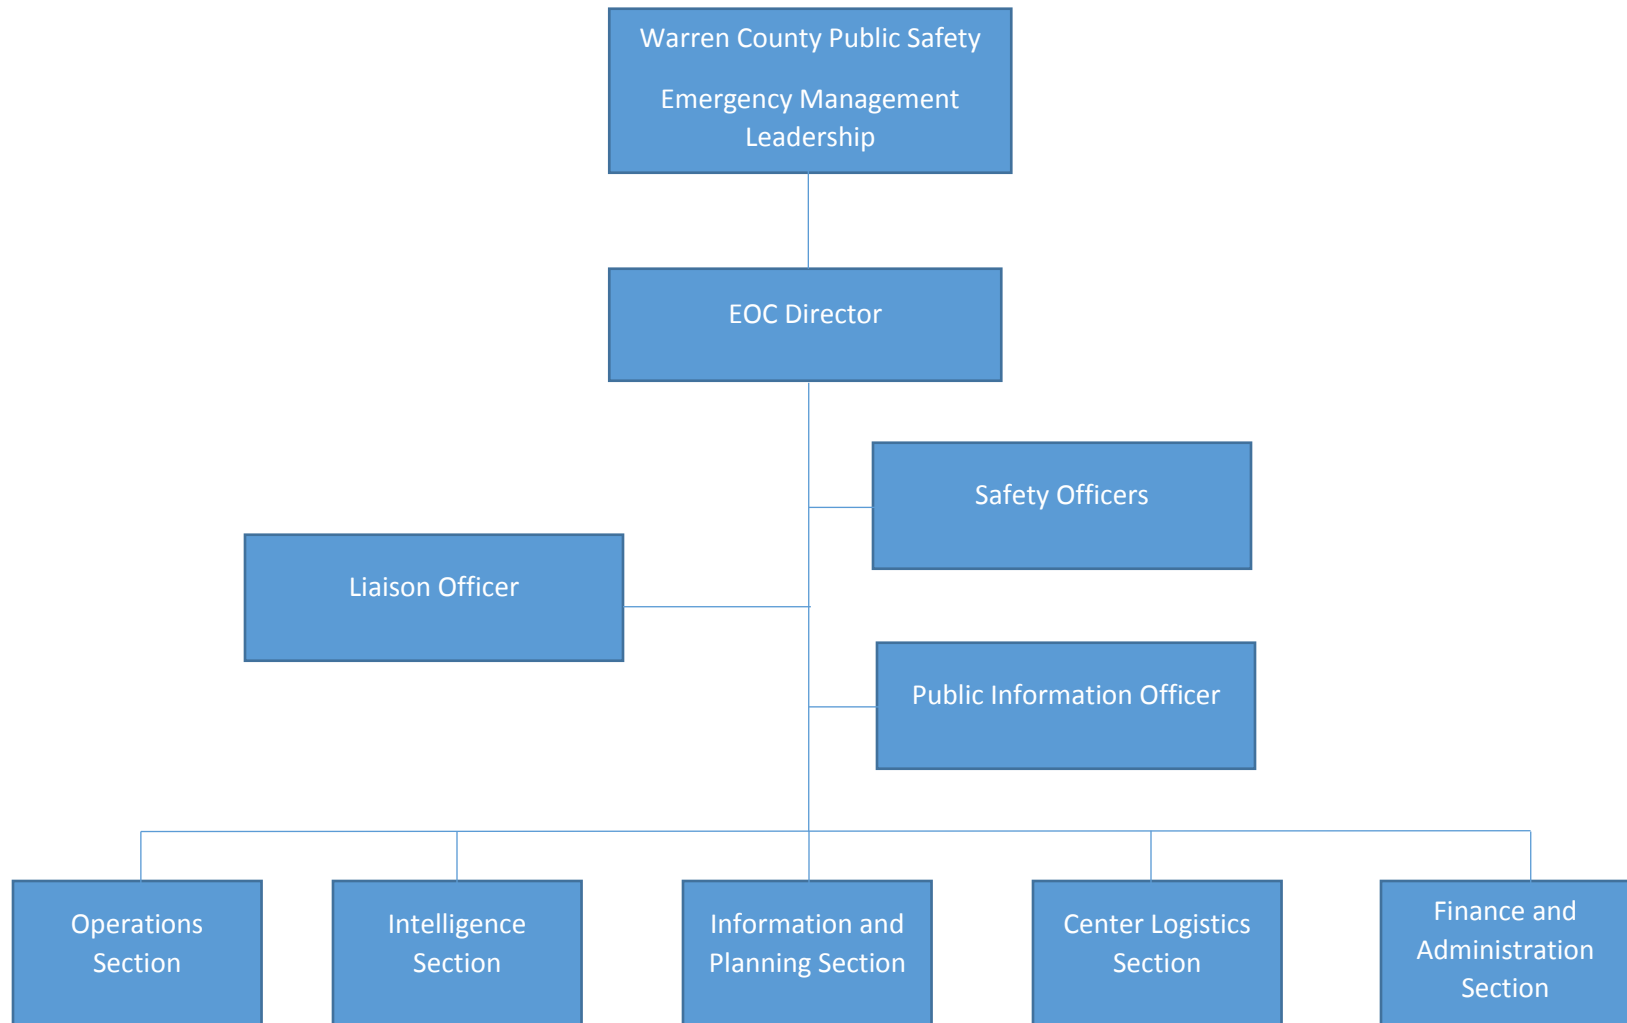 Warren County Public Safety
Emergency Management
Leadership
EOC Director
Safety Officers
Liaison Officer
Public Information Officer
Operations
Section
Intelligence
Section
Information and
Planning Section
Center Logistics
Section
Finance and
Administration
Section